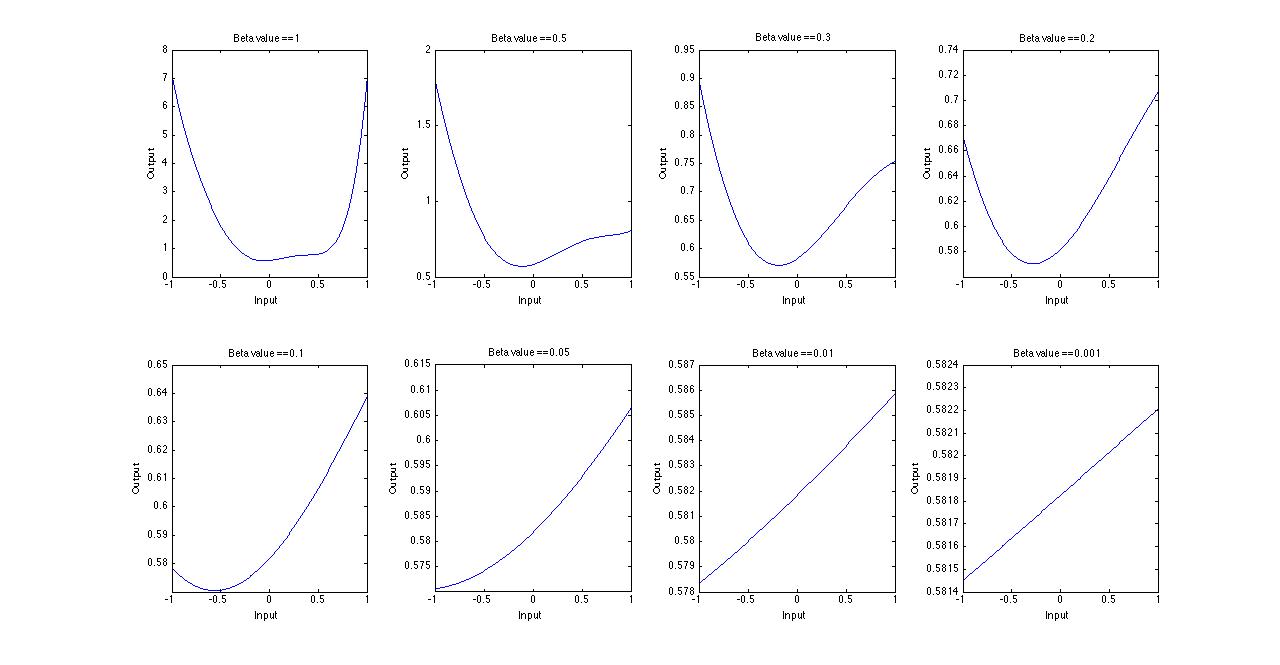 Beta value ==1
8
7
6
5
4
3
2
1
0
Output
-1 -0.5 0 0.5 1
Input
Beta value ==0.5
2
1.5
1
0.5
Output
-1 -0.5 0 0.5 1
Input
Beta value ==0.3
0.95
0.9
0.85
0.8
0.75
0.7
0.65
0.6
0.55
Output
-1 -0.5 0 0.5 1
Input
Beta value ==0.2
0.74
0.72
0.7
0.68
0.66
0.64
0.62
0.6
0.58
Output
-1 -0.5 0 0.5 1
Input
Beta value ==0.1
0.65
0.64
0.63
0.62
0.61
0.6
0.59
0.58
Output
-1 -0.5 0 0.5 1
Input
Beta value ==0.05
0.615
0.61
0.605
0.6
0.595
0.59
0.585
0.58
0.575
Output
-1 -0.5 0 0.5 1
Input
Beta value ==0.01
0.587
0.586
0.585
0.584
0.583
0.582
0.581
0.58
0.579
0.578
Output
-1 -0.5 0 0.5 1
Input
Beta value ==0.001
0.5824
0.5823
0.5822
0.5821
0.582
0.5819
0.5818
0.5817
0.5816
0.5815
0.5814
Output
-1 -0.5 0 0.5 1
Input